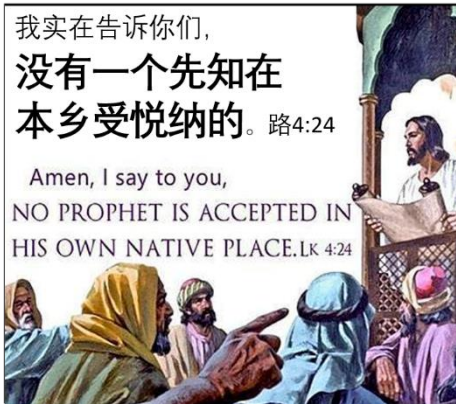 我实在告诉你们,
没有一个先知在
本乡受悦纳的。路4:24
Amen, I say to you,
NO PROPHET IS ACCEPTED IN
HIS OWN NATIVE PLACE.LK 4:24